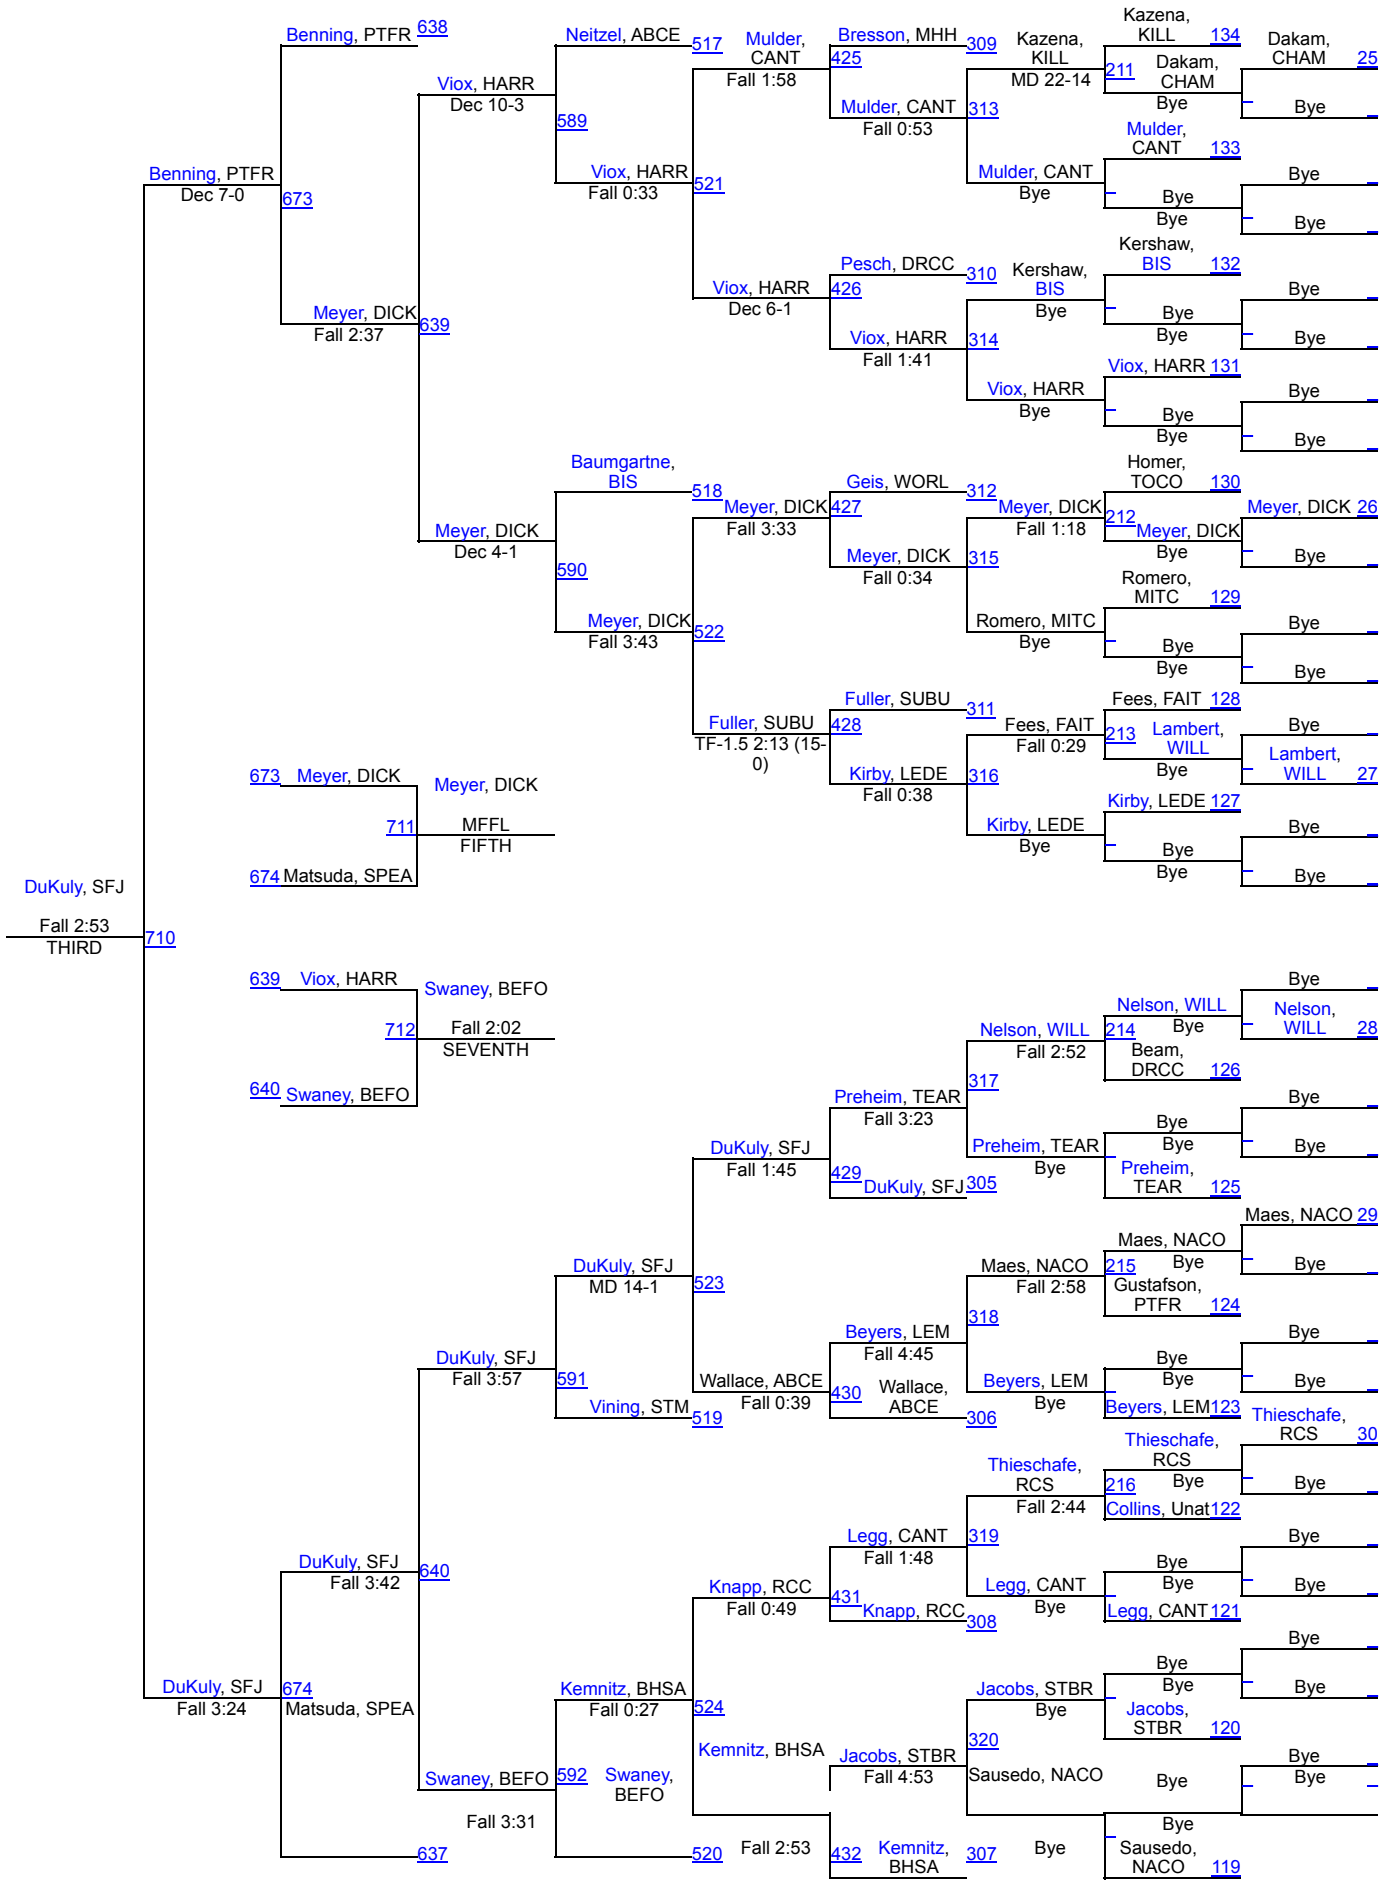 Benning, PTFR 638
Neitzel, ABCE 517
Mulder,
CANT
Fall 1:58
Bresson, MHH 309
425
Kazena,
KILL
MD 22-14
Kazena,
KILL 134
211 Dakam,
CHAM
Bye
Dakam,
CHAM 25
Bye
Viox, HARR
Dec 10-3
589
Mulder, CANT 313
Fall 0:53
Mulder,
CANT 133
Benning, PTFR
Dec 7-0
673
Viox, HARR 521
Fall 0:33
Mulder, CANT
Bye
Bye
Bye
Bye
Bye
Kershaw,
BIS 132
Pesch, DRCC 310
Kershaw,
BIS
Bye
Viox, HARR 426
Dec 6-1
Bye
Bye
Bye
Bye
Meyer, DICK 639
Fall 2:37
Viox, HARR 314
Fall 1:41
Viox, HARR 131
Viox, HARR
Bye
Bye
Bye
Bye
Bye
Baumgartne,
BIS 518
Geis, WORL 312
Homer,
TOCO 130
Meyer, DICK 427
Fall 3:33
Meyer, DICK
Fall 1:18
212
Meyer, DICK
Bye
Meyer, DICK 26
Bye
Meyer, DICK
Dec 4-1
590
Meyer, DICK 315
Fall 0:34
Romero,
MITC 129
Meyer, DICK 522
Fall 3:43
Romero, MITC
Bye
Bye
Bye
Bye
Bye
Fuller, SUBU 311
Fees, FAIT 128
Fuller, SUBU 428
TF-1.5 2:13 (15-
0)
Fees, FAIT
Fall 0:29
213 Lambert,
WILL
Bye
Bye
Lambert,
WILL 27
673 Meyer, DICK
Meyer, DICK
Kirby, LEDE 316
Fall 0:38
Kirby, LEDE 127
711 MFFL
FIFTH
Kirby, LEDE
Bye
Bye
Bye
Bye
Bye
674 Matsuda, SPEA
DuKuly, SFJ
Fall 2:53
THIRD
710
639 Viox, HARR
Swaney, BEFO
712 Fall 2:02
SEVENTH
640 Swaney, BEFO
Bye
Nelson, WILL
214 Bye
Nelson,
WILL 28
Nelson, WILL
Fall 2:52
Beam,
DRCC 126
317
Preheim, TEAR
Fall 3:23
Bye
Bye
Bye
Bye
DuKuly, SFJ
Fall 1:45
Preheim, TEAR
Bye
429
DuKuly, SFJ 305
Preheim,
TEAR 125
Maes, NACO 29
Maes, NACO
215 Bye
Bye
DuKuly, SFJ
MD 14-1
523
Maes, NACO
Fall 2:58
Gustafson,
PTFR 124
318
Beyers, LEM
Fall 4:45
Bye
Bye
Bye
Bye
DuKuly, SFJ
Fall 3:57
591
Wallace, ABCE
Fall 0:39
430 Wallace,
ABCE 306
Beyers, LEM
Bye
Beyers, LEM 123
Vining, STM 519
Thieschafe,
RCS 30
Thieschafe,
RCS
216 Bye
Bye
Thieschafe,
RCS
Fall 2:44
Collins, Unat 122
Legg, CANT 319
Fall 1:48
Bye
Bye
Bye
Bye
DuKuly, SFJ 640
Fall 3:42
Knapp, RCC
Fall 0:49
431
Knapp, RCC 308
Legg, CANT
Bye
Legg, CANT 121
Bye
Bye
Bye
Bye
DuKuly, SFJ
Fall 3:24
674
Matsuda, SPEA
Kemnitz, BHSA
Fall 0:27
524
Jacobs, STBR
Bye
Jacobs,
STBR 120
320
Kemnitz, BHSA
Jacobs, STBR
Fall 4:53
Sausedo, NACO
Bye
Bye
Bye
Swaney, BEFO 592
Fall 3:31
Swaney,
BEFO
637
520
Fall 2:53
432 Kemnitz,
BHSA 307
Bye
Bye
Sausedo,
NACO 119